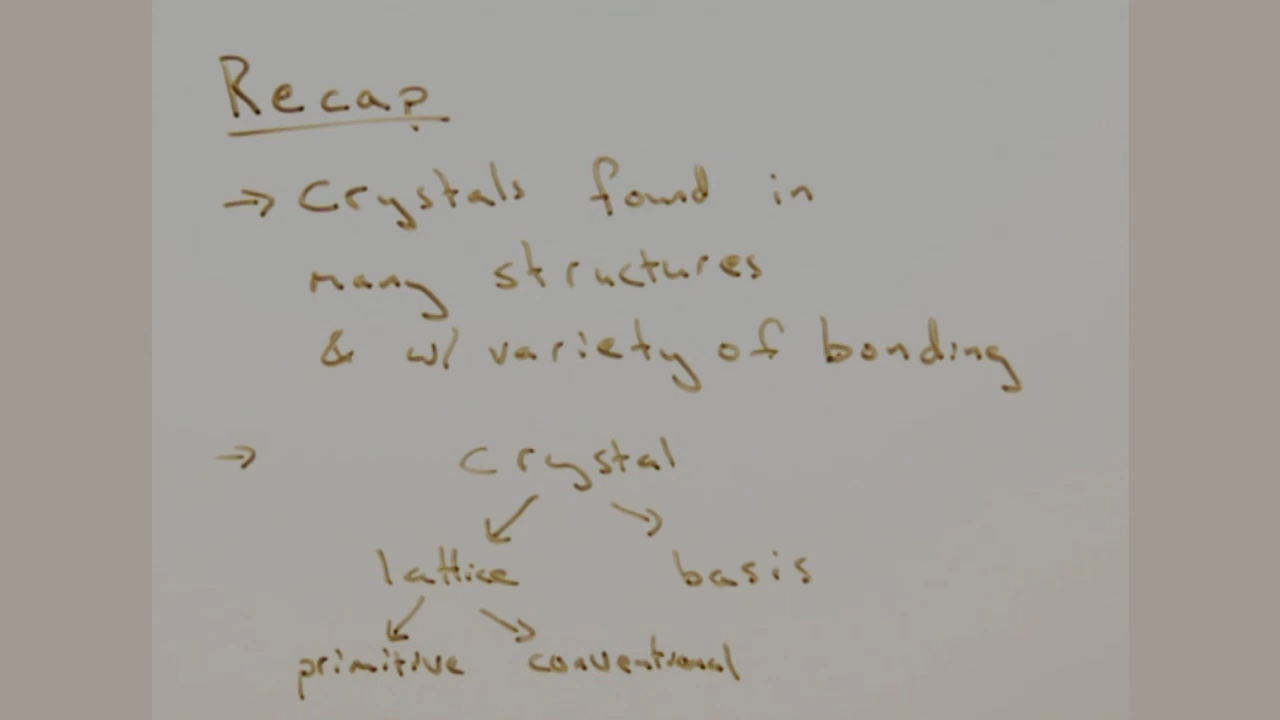 Recap
→ Crystals found in
many structures
& w/ variety of bonding
→ Crystal
↙ ↘
lattice basis
↙ ↘
primitive conventional